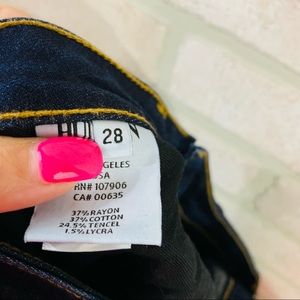 28
RN# 107906
CA# 00635
37% RAYON
37% COTTON
24.5% TENCEL
1.5% LYCRA